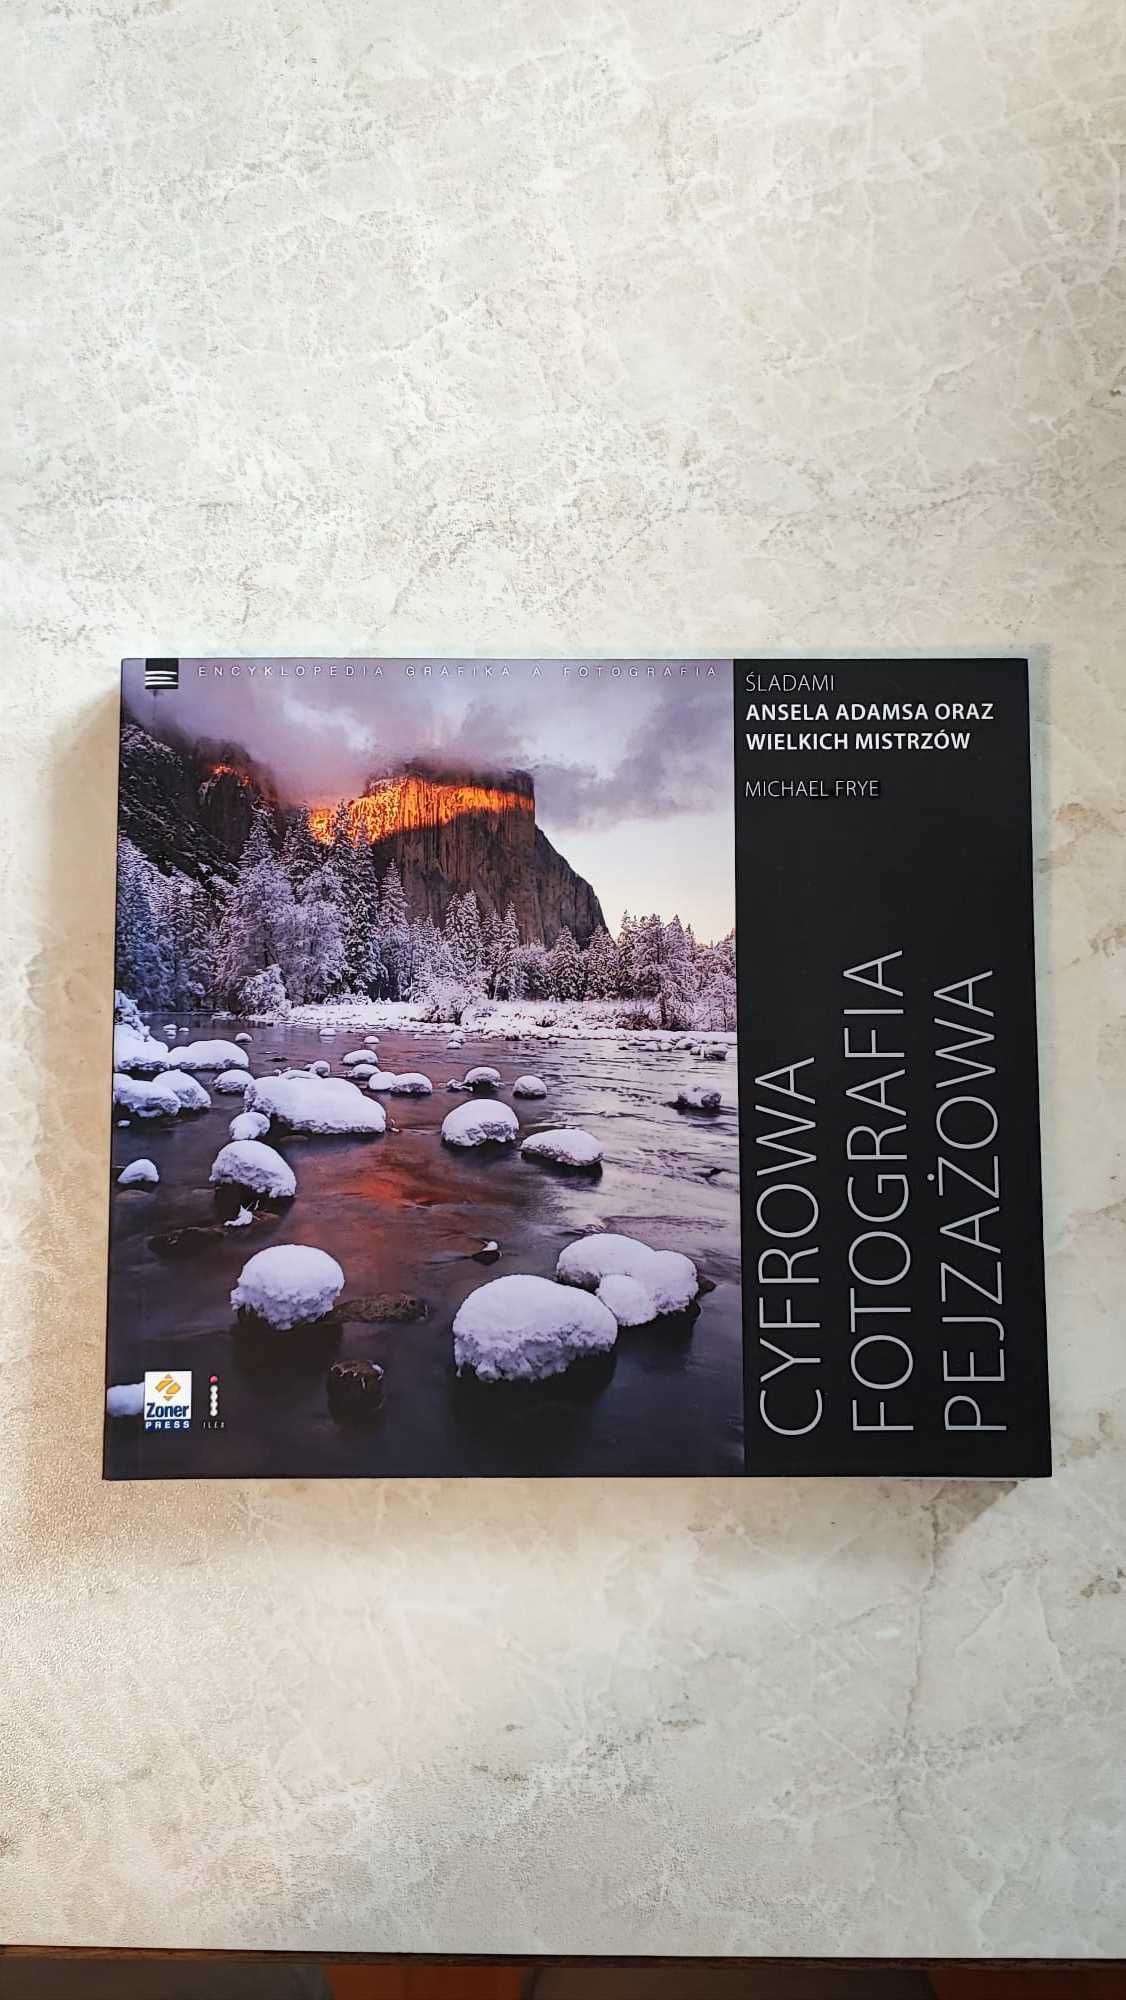 ENCYKLOPEDIA GRAFIKA A FOTOGRAFIA
ŚLADAMI
ANSELA ADAMSA ORAZ
WIELKICH MISTRZÓW
MICHAEL FRYE
CYFROWA
FOTOGRAFIA
PEJZAŻOWA
Zoner
PRESS
ILEX